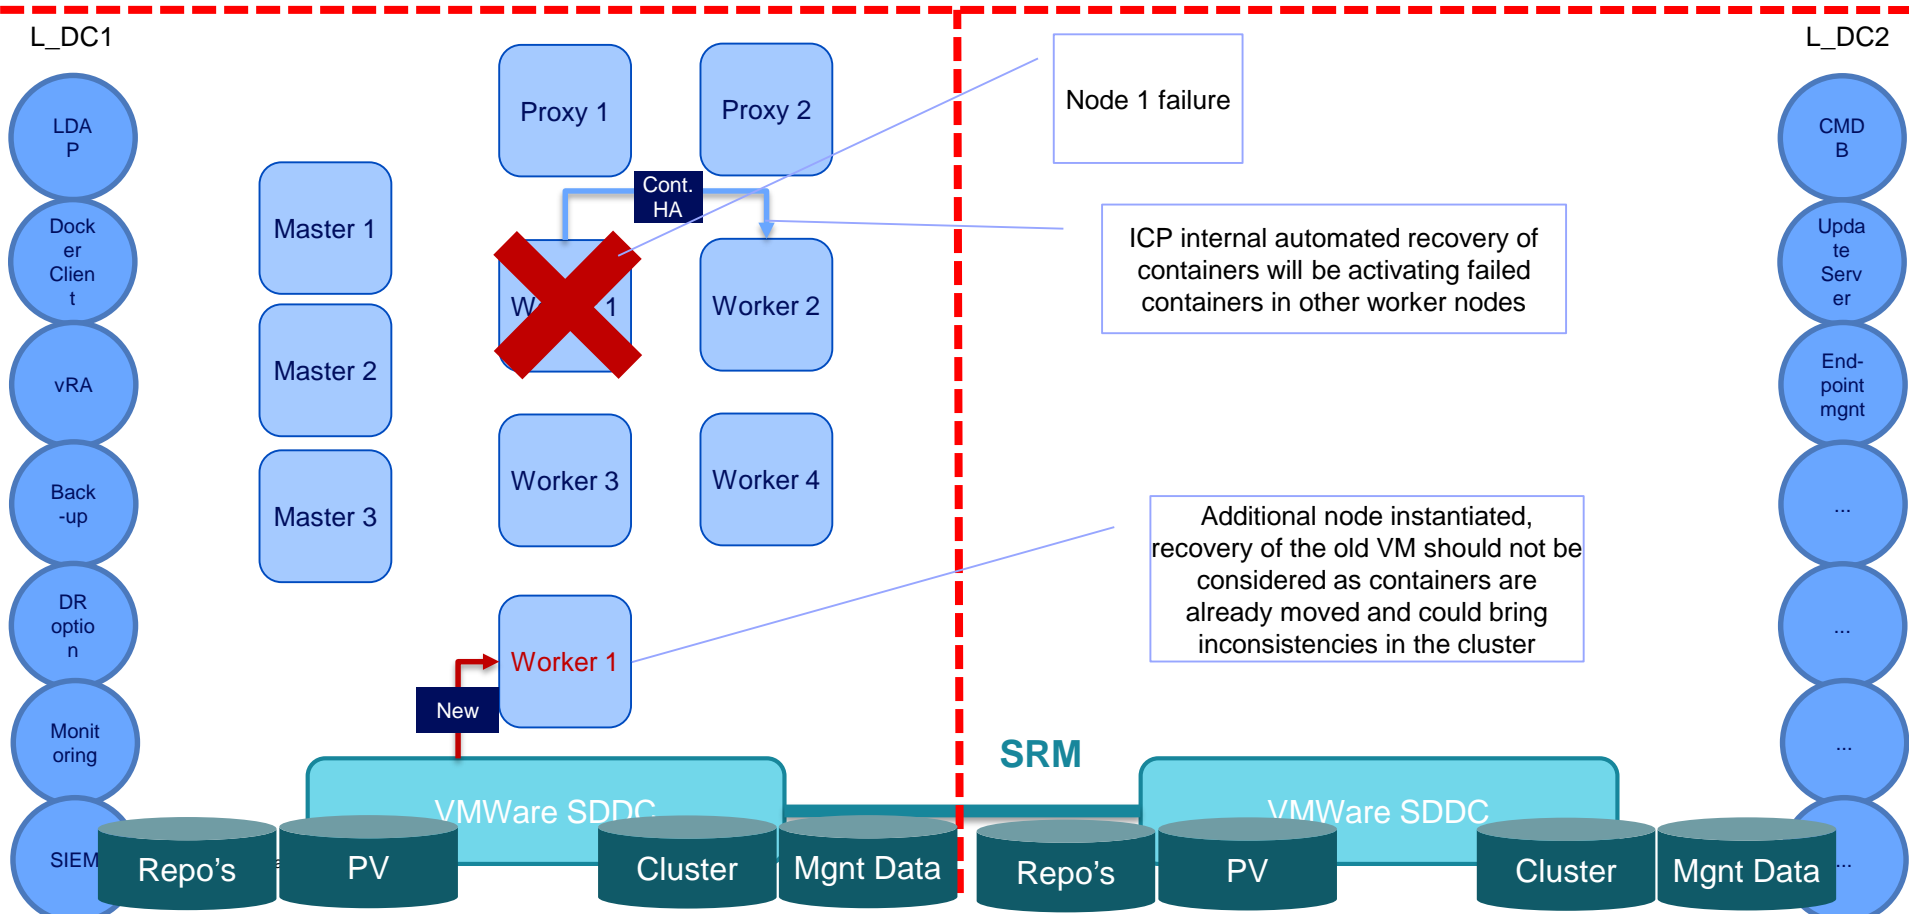 L_DC1
L_DC2
LDA
P
Dock
er
Clien
t
vRA
Back
-up
DR
optio
n
Monit
oring
SIEM
Master 1
Master 2
Master 3
Proxy 1
Proxy 2
Cont.
HA
Worker 2
Worker 3
Worker 4
Worker 1
New
Node 1 failure
ICP internal automated recovery of
containers will be activating failed
containers in other worker nodes
Additional node instantiated,
recovery of the old VM should not be
considered as containers are
already moved and could bring
inconsistencies in the cluster
SRM
VMWare SDDC
VMWare SDDC
Repo's
PV
Cluster
Mgnt Data
Repo's
PV
Cluster
Mgnt Data
CMD
B
Upda
te
Serv
er
End-
point
mgnt
...
...
...
...